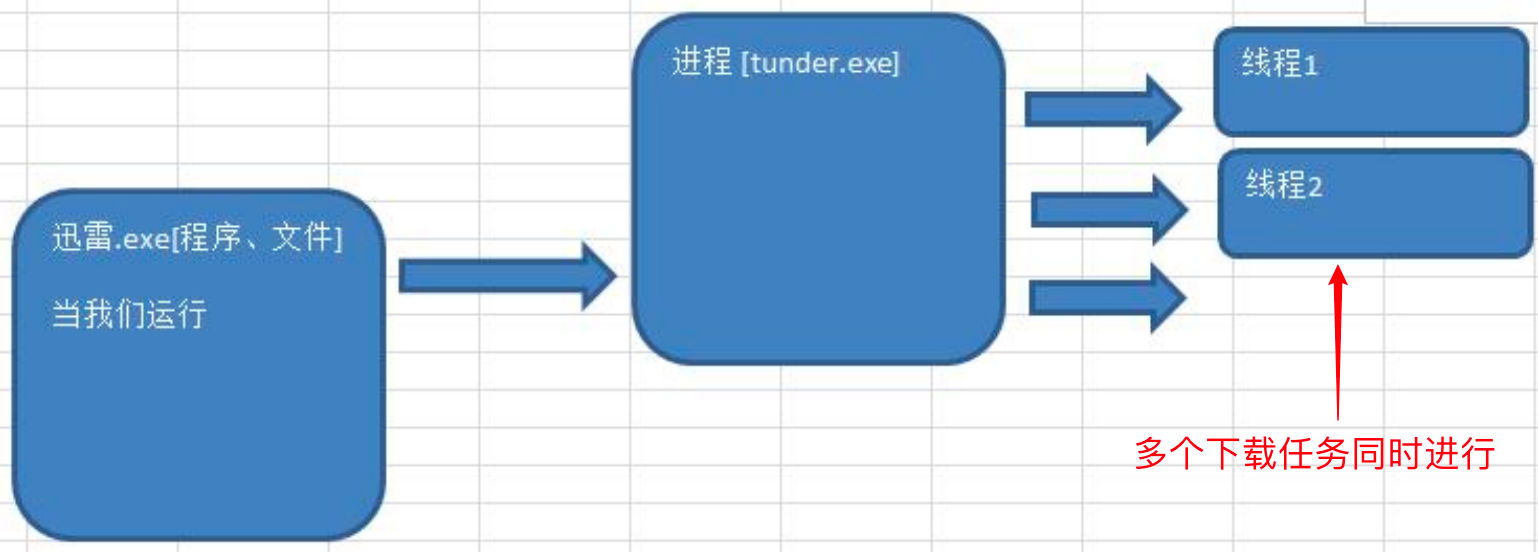 迅雷.exe[程序、文件]
当我们运行
进程 [tunder.exe]
线程1
线程2
多个下载任务同时进行